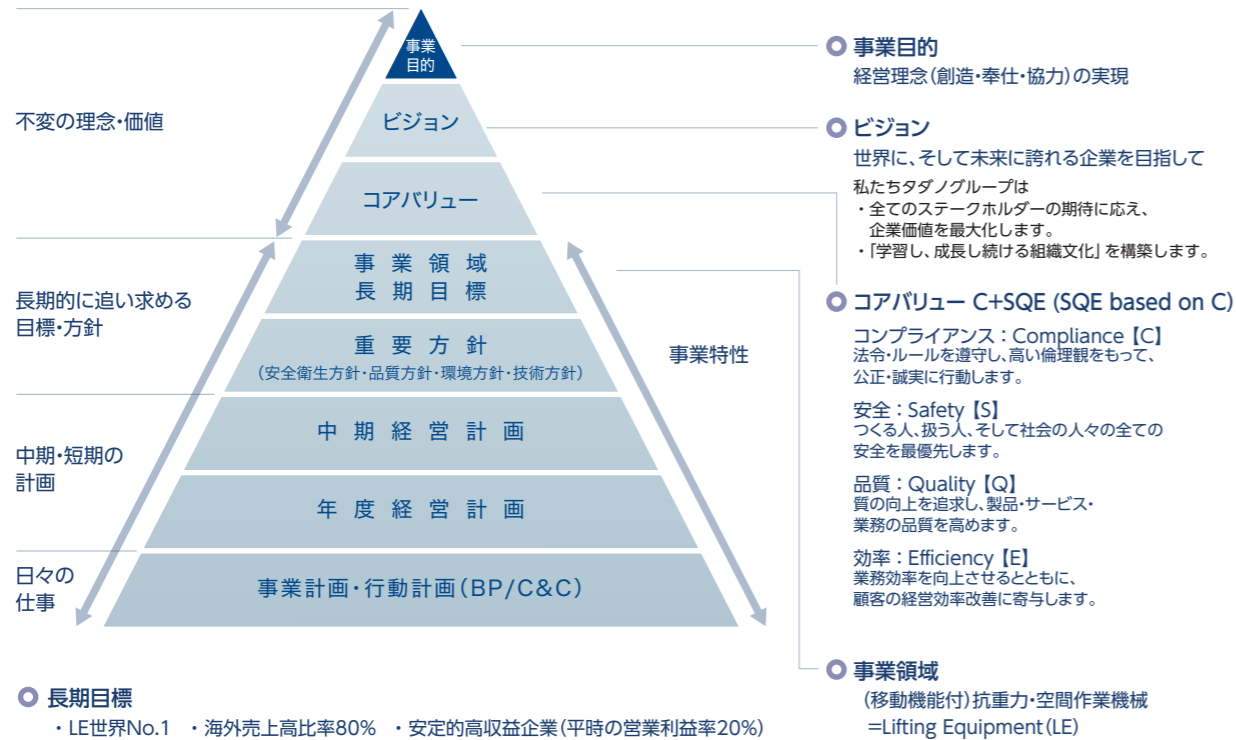 事業
目的
ビジョン
コアバリュー
事業領域
長期目標
重要方針
（安全衛生方針・品質方針・環境方針・技術方針）
中期経営計画
年度経営計画
事業計画・行動計画（BP/C&C）
不変の理念・価値
長期的に追い求める
目標・方針
中期・短期の
計画
日々の
仕事
事業特性
事業目的
経営理念（創造・奉仕・協力）の実現
ビジョン
世界に、そして未来に誇れる企業を目指して
私たちタダノグループは
・全てのステークホルダーの期待に応え、
企業価値を最大化します。
・「学習し、成長し続ける組織文化」を構築します。
コアバリュー C+SQE (SQE based on C)
コンプライアンス：Compliance【C】
法令・ルールを遵守し、高い倫理観をもって、
公正・誠実に行動します。
安全：Safety【S】
つくる人、扱う人、そして社会の人々の全ての
安全を最優先します。
品質：Quality【Q】
質の向上を追求し、製品・サービス・
業務の品質を高めます。
効率：Efficiency【E】
業務効率を向上させるとともに、
顧客の経営効率改善に寄与します。
事業領域
（移動機能付）抗重力・空間作業機械
=Lifting Equipment（LE）
長期目標
・LE世界No.1 ・海外売上高比率80% ・安定的高収益企業（平時の営業利益率20%）